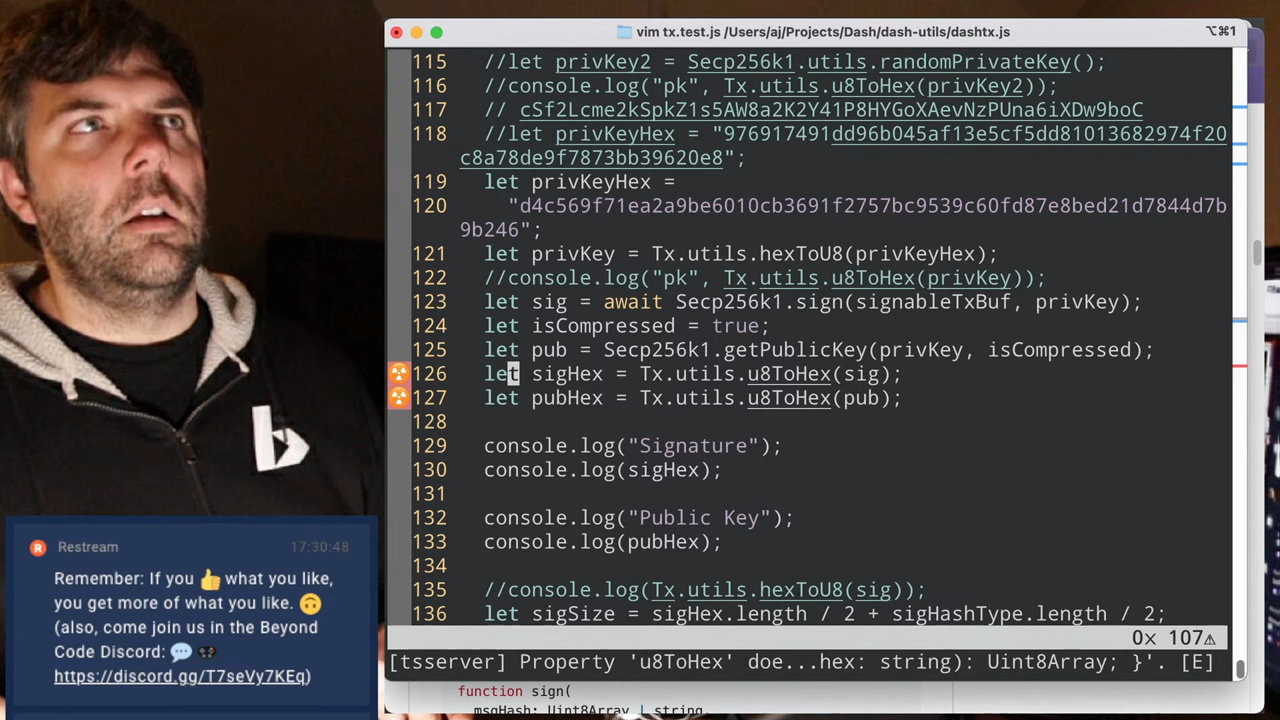 vim tx.test.js /Users/aj/Projects/Dash/dash-utils/dashtx.js
⌥⌘1
115 //let privKey2 = Secp256k1.utils.randomPrivateKey();
116 //console.log("pk", Tx.utils.u8ToHex(privKey2));
117 // cSf2Lcme2kSpkZ1s5AW8a2K2Y41P8HYGoXAevNzPUna6iXDw9boC
118 //let privKeyHex = "976917491dd96b045af13e5cf5dd81013682974f20
c8a78de9f7873bb39620e8";
119 let privKeyHex =
120 "d4c569f71ea2a9be6010cb3691f2757bc9539c60fd87e8bed21d7844d7b
9b246";
121 let privKey = Tx.utils.hexToU8(privKeyHex);
122 //console.log("pk", Tx.utils.u8ToHex(privKey));
123 let sig = await Secp256k1.sign(signableTxBuf, privKey);
124 let isCompressed = true;
125 let pub = Secp256k1.getPublicKey(privKey, isCompressed);
126 let sigHex = Tx.utils.u8ToHex(sig);
127 let pubHex = Tx.utils.u8ToHex(pub);
128
129 console.log("Signature");
130 console.log(sigHex);
131
132 console.log("Public Key");
133 console.log(pubHex);
134
135 //console.log(Tx.utils.hexToU8(sig));
136 let sigSize = sigHex.length / 2 + sigHashType.length / 2;
0× 107⚠
[tsserver] Property 'u8ToHex' doe...hex: string): Uint8Array; }'. [E]
function sign(
msgHash: Uint8Array | string,
R Restream 17:30:48
Remember: If you 👍 what you like,
you get more of what you like. 🙃
(also, come join us in the Beyond
Code Discord: 💬 🎮
https://discord.gg/T7seVy7KEq)